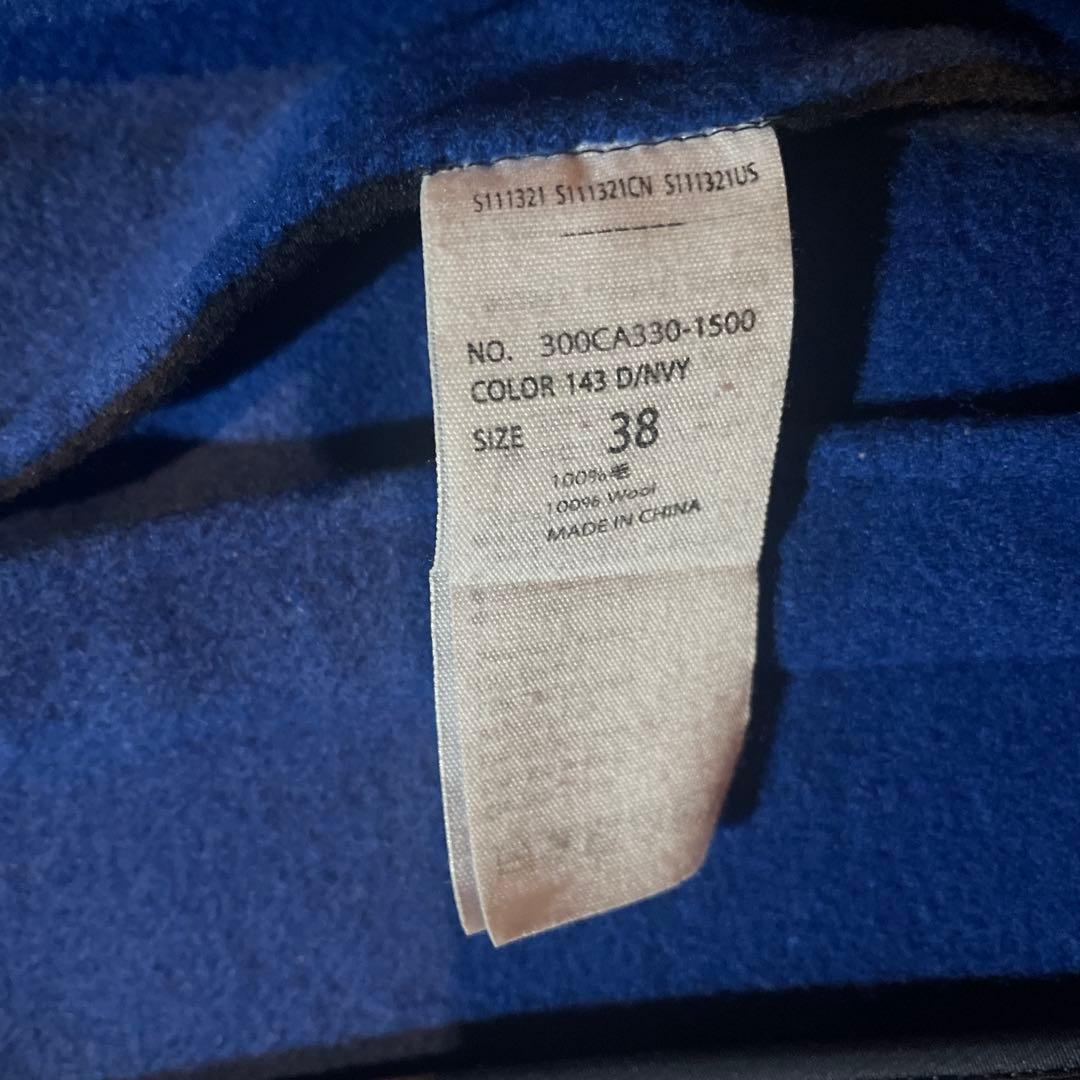 S111321 S111321CN S111321US
-------
NO. 300CA330-1500
COLOR 143 D/NVY
SIZE 38
100%毛
100% Wool
MADE IN CHINA